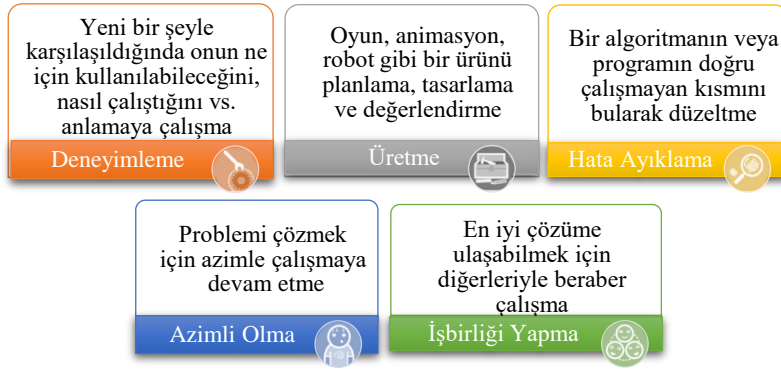 Yeni bir şeyle
karşılaşıldığında onun ne
için kullanılabileceğini,
nasıl çalıştığını vs.
anlamaya çalışma
Deneyimleme
Oyun, animasyon,
robot gibi bir ürünü
planlama, tasarlama
ve değerlendirme
Üretme
Bir algoritmanın veya
programın doğru
çalışmayan kısmını
bularak düzeltme
Hata Ayıklama
Problemi çözmek
için azimle çalışmaya
devam etme
Azimli Olma
En iyi çözüme
ulaşabilmek için
diğerleriyle beraber
çalışma
İşbirliği Yapma